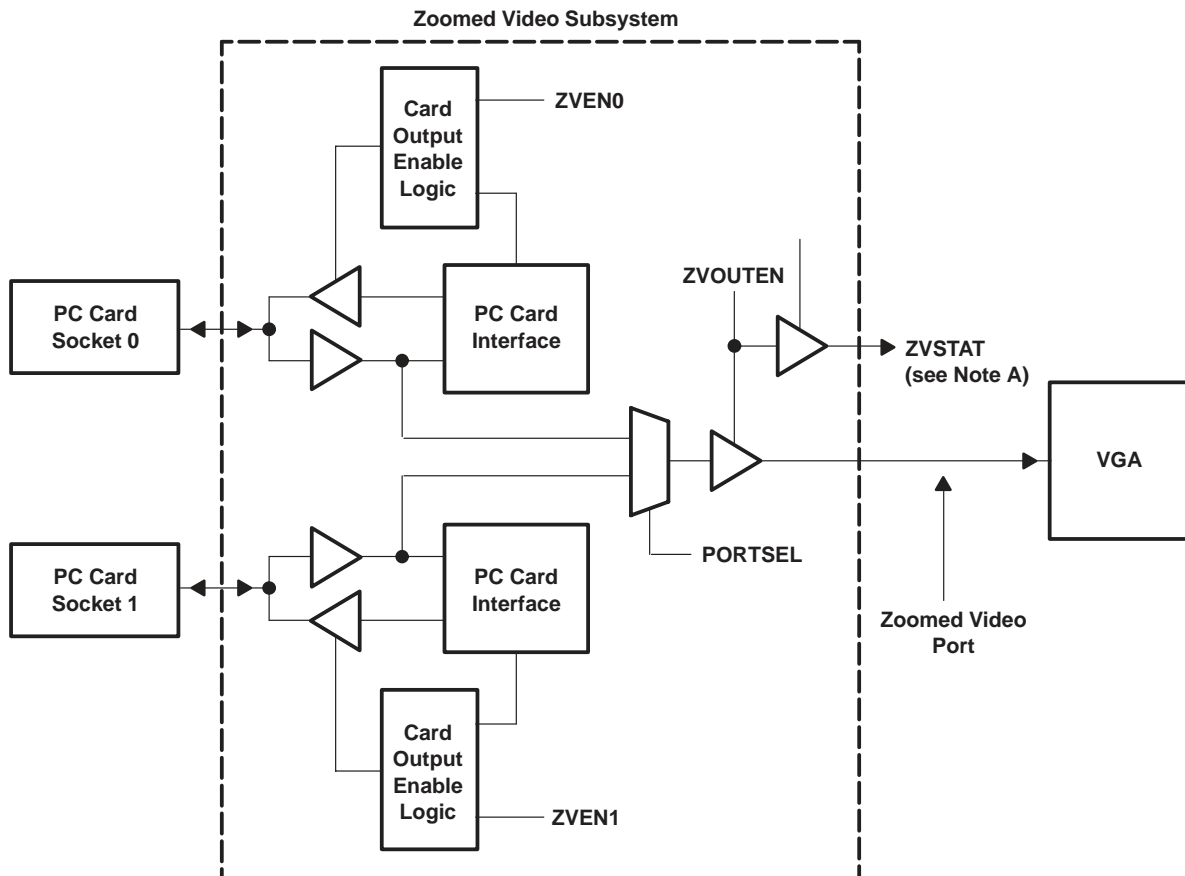 Zoomed Video Subsystem
Card
Output
Enable
Logic
ZVEN0
PC Card
Socket 0
PC Card
Interface
ZVOUTEN
ZVSTAT
(see Note A)
VGA
PORTSEL
PC Card
Socket 1
PC Card
Interface
Zoomed Video
Port
Card
Output
Enable
Logic
ZVEN1